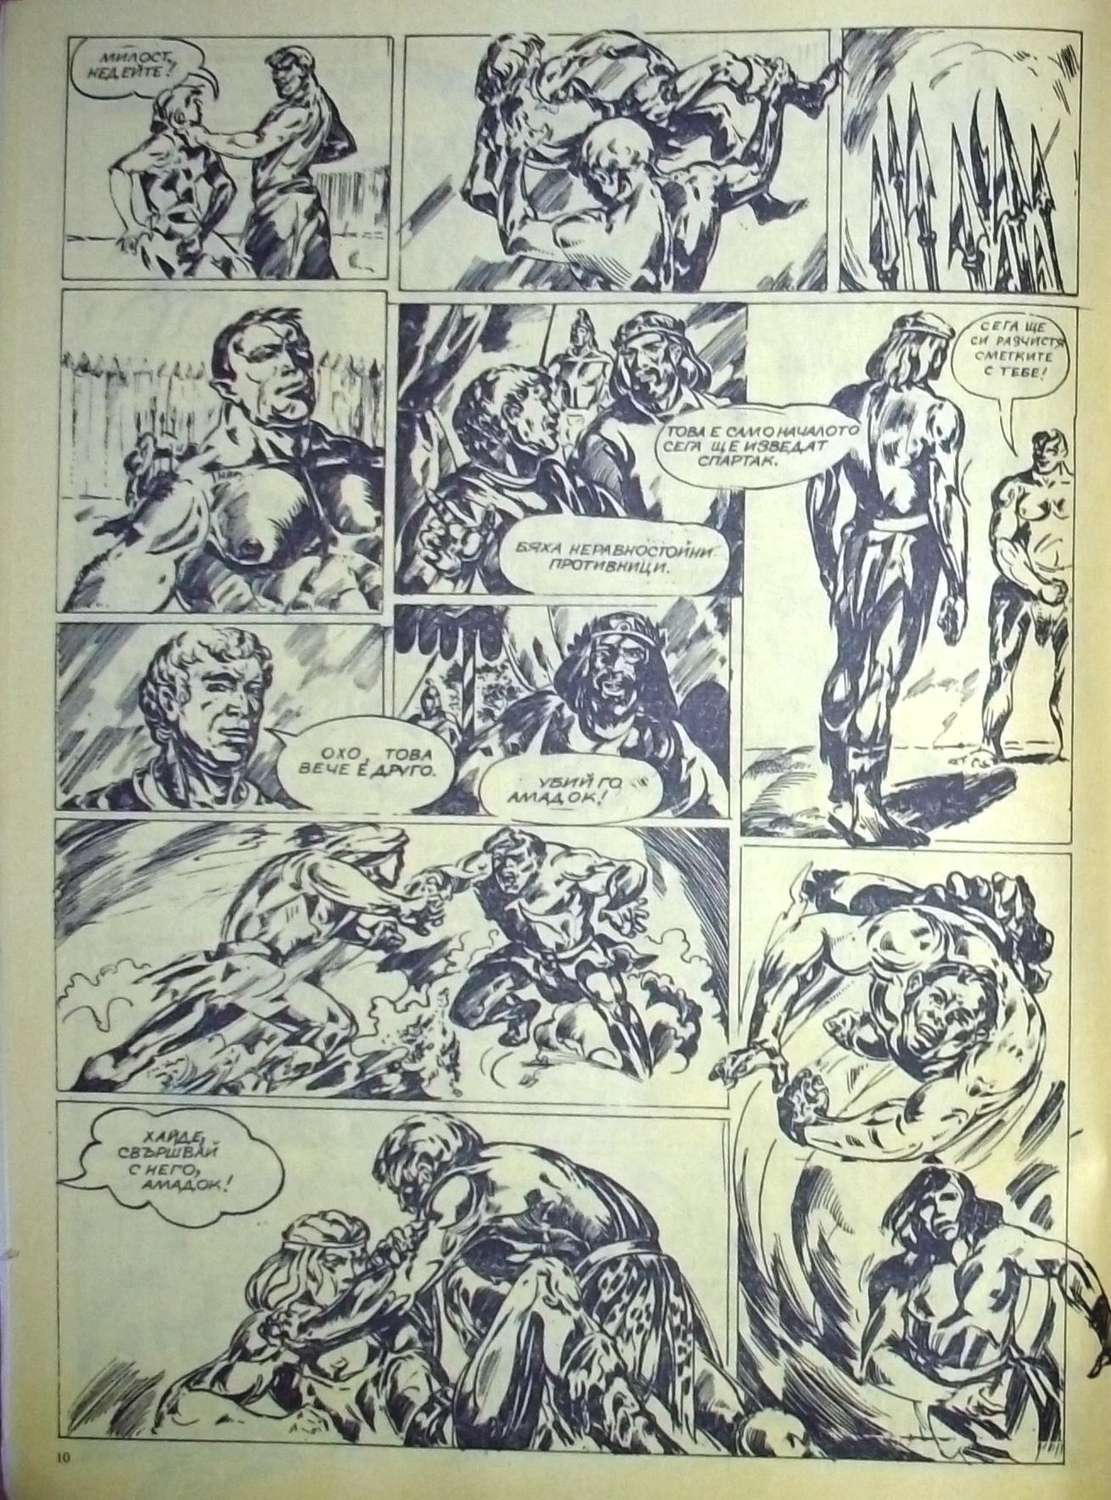 МИЛОСТ,
НЕДЕЙТЕ!
ТОВА Е САМО НАЧАЛОТО
СЕГА ЩЕ ИЗВЕДАТ
СПАРТАК.
БЯХА НЕРАВНОСТОЙНИ
ПРОТИВНИЦИ.
СЕГА ЩЕ
СИ РАЗЧИСТЯ
СМЕТКИТЕ
С ТЕБЕ!
ОХО, ТОВА
ВЕЧЕ Е ДРУГО.
УБИЙ ГО
АМАДОК!
ХАЙДЕ,
СВЪРШВАЙ
С НЕГО,
АМАДОК!
10